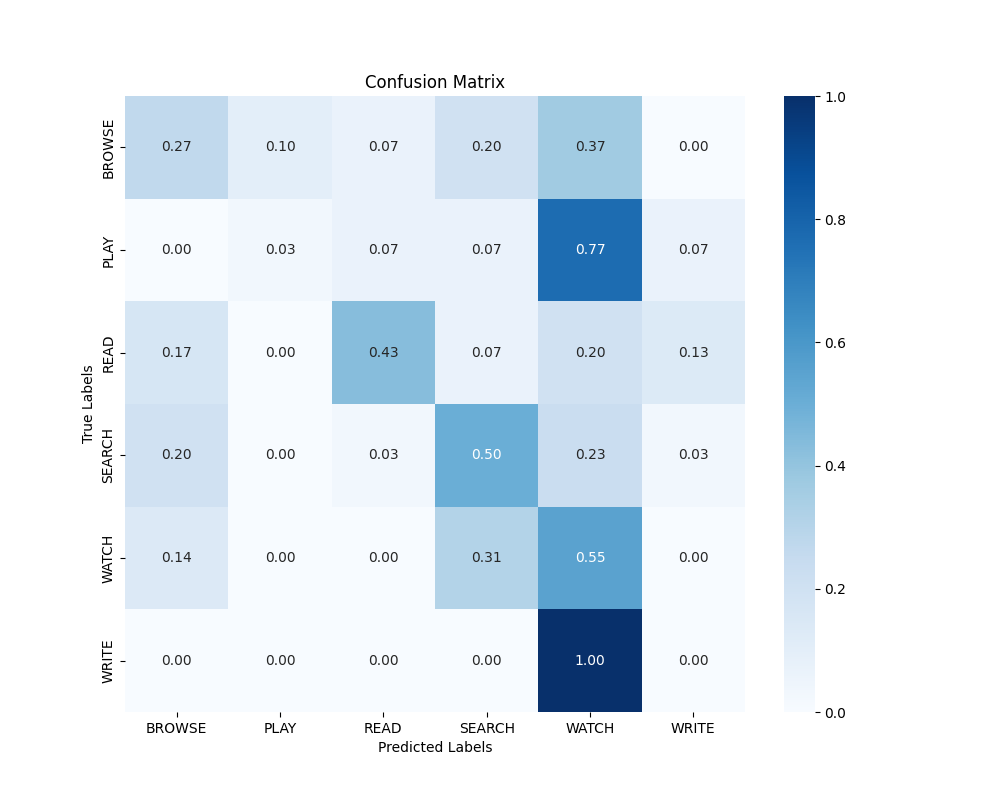 Confusion Matrix
True Labels
BROWSE 0.27 0.10 0.07 0.20 0.37 0.00
PLAY 0.00 0.03 0.07 0.07 0.77 0.07
READ 0.17 0.00 0.43 0.07 0.20 0.13
SEARCH 0.20 0.00 0.03 0.50 0.23 0.03
WATCH 0.14 0.00 0.00 0.31 0.55 0.00
WRITE 0.00 0.00 0.00 0.00 1.00 0.00
BROWSE PLAY READ SEARCH WATCH WRITE
Predicted Labels
1.0
0.8
0.6
0.4
0.2
0.0